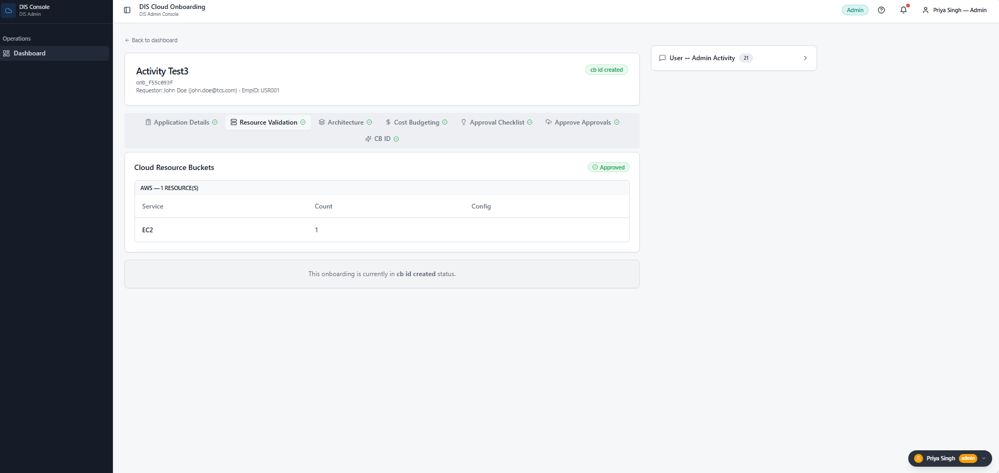 DIS Console
DIS Admin
Operations
Dashboard
DIS Cloud Onboarding
DIS Admin Console
Admin
Priya Singh — Admin
Back to dashboard
Activity Test3
cb id created
onb_f55c093f
Requestor: John Doe (john.doe@tcs.com) · EmpID: USR001
User ↔ Admin Activity 21
Application Details
Resource Validation
Architecture
Cost Budgeting
Approval Checklist
Approve Approvals
CB ID
Cloud Resource Buckets
Approved
AWS — 1 RESOURCE(S)
Service Count Config
EC2 1
This onboarding is currently in cb id created status.
Priya Singh admin